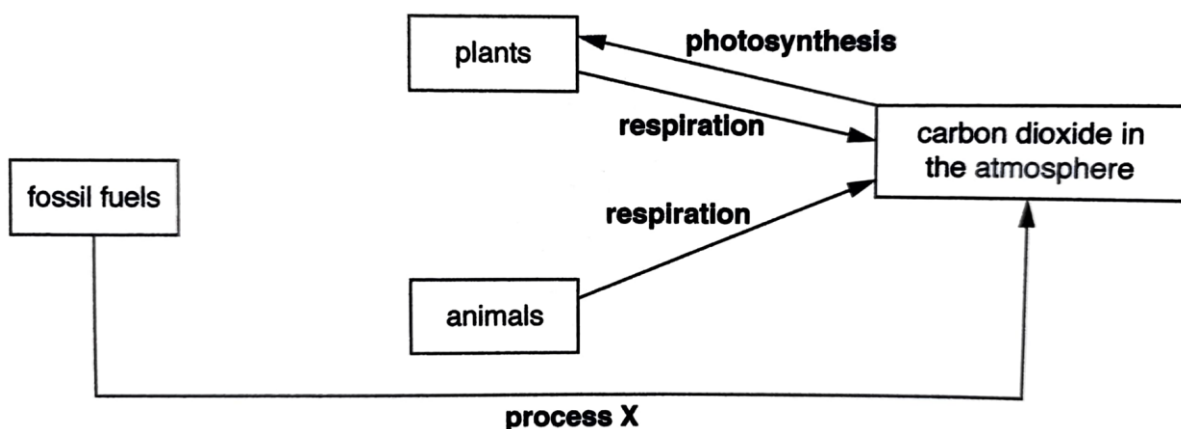 photosynthesis
plants
respiration
carbon dioxide in
the atmosphere
fossil fuels
respiration
animals
process X